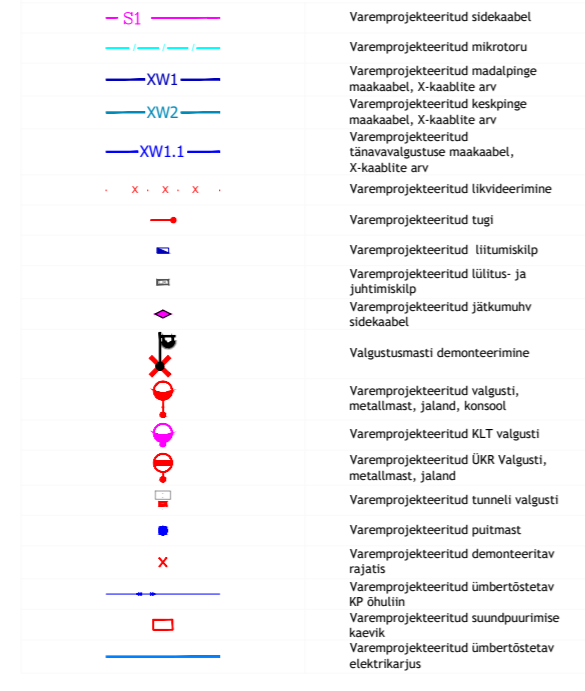 S1 Varemprojekteeritud sidekaabel
Varemprojekteeritud mikrotoru
XW1 Varemprojekteeritud madalpinge
maakaabel, X-kaablite arv
XW2 Varemprojekteeritud keskpinge
maakaabel, X-kaablite arv
Varemprojekteeritud
XW1.1 tänavavalgustuse maakaabel,
X-kaablite arv
x x x Varemprojekteeritud likvideerimine
Varemprojekteeritud tugi
Varemprojekteeritud liitumiskilp
Varemprojekteeritud lülitus- ja
juhtimiskilp
Varemprojekteeritud jätkumuhv
sidekaabel
Valgustusmasti demonteerimine
Varemprojekteeritud valgusti,
metallmast, jaland, konsool
Varemprojekteeritud KLT valgusti
Varemprojekteeritud ÜKR Valgusti,
metallmast, jaland
Varemprojekteeritud tunneli valgusti
Varemprojekteeritud puitmast
x Varemprojekteeritud demonteeritav
rajatis
Varemprojekteeritud ümbertõstetav
KP õhuliin
Varemprojekteeritud suundpuurimise
kaevik
Varemprojekteeritud ümbertõstetav
elektrikarjus